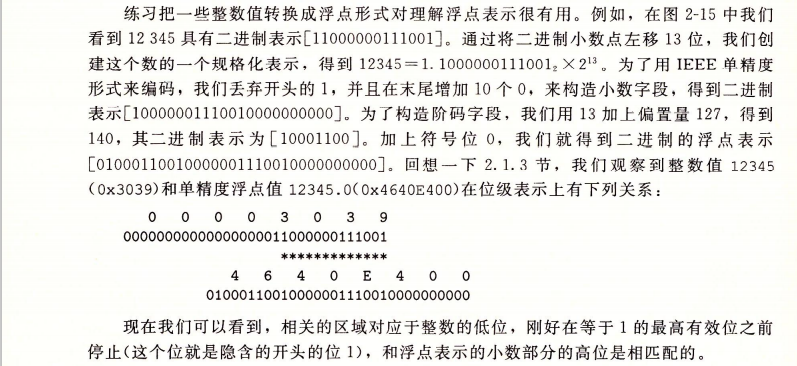 练习把一些整数值转换成浮点形式对理解浮点表示很有用。例如，在图 2-15 中我们
看到 12 345 具有二进制表示[11000000111001]。通过将二进制小数点左移 13 位，我们创
建这个数的一个规格化表示，得到 12345=1.1000000111001₂×2¹³。为了用 IEEE 单精度
形式来编码，我们丢弃开头的 1，并且在末尾增加 10 个 0，来构造小数字段，得到二进制
表示[10000001110010000000000]。为了构造阶码字段，我们用 13 加上偏置量 127，得到
140，其二进制表示为[10001100]。加上符号位 0，我们就得到二进制的浮点表示
[01000110010000001110010000000000]。回想一下 2.1.3 节，我们观察到整数值 12345
(0x3039)和单精度浮点值 12345.0(0x4640E400)在位级表示上有下列关系：
0 0 0 0 3 0 3 9
00000000000000000011000000111001
*************
4 6 4 0 E 4 0 0
01000110010000001110010000000000
现在我们可以看到，相关的区域对应于整数的低位，刚好在等于 1 的最高有效位之前
停止(这个位就是隐含的开头的位 1)，和浮点表示的小数部分的高位是相匹配的。